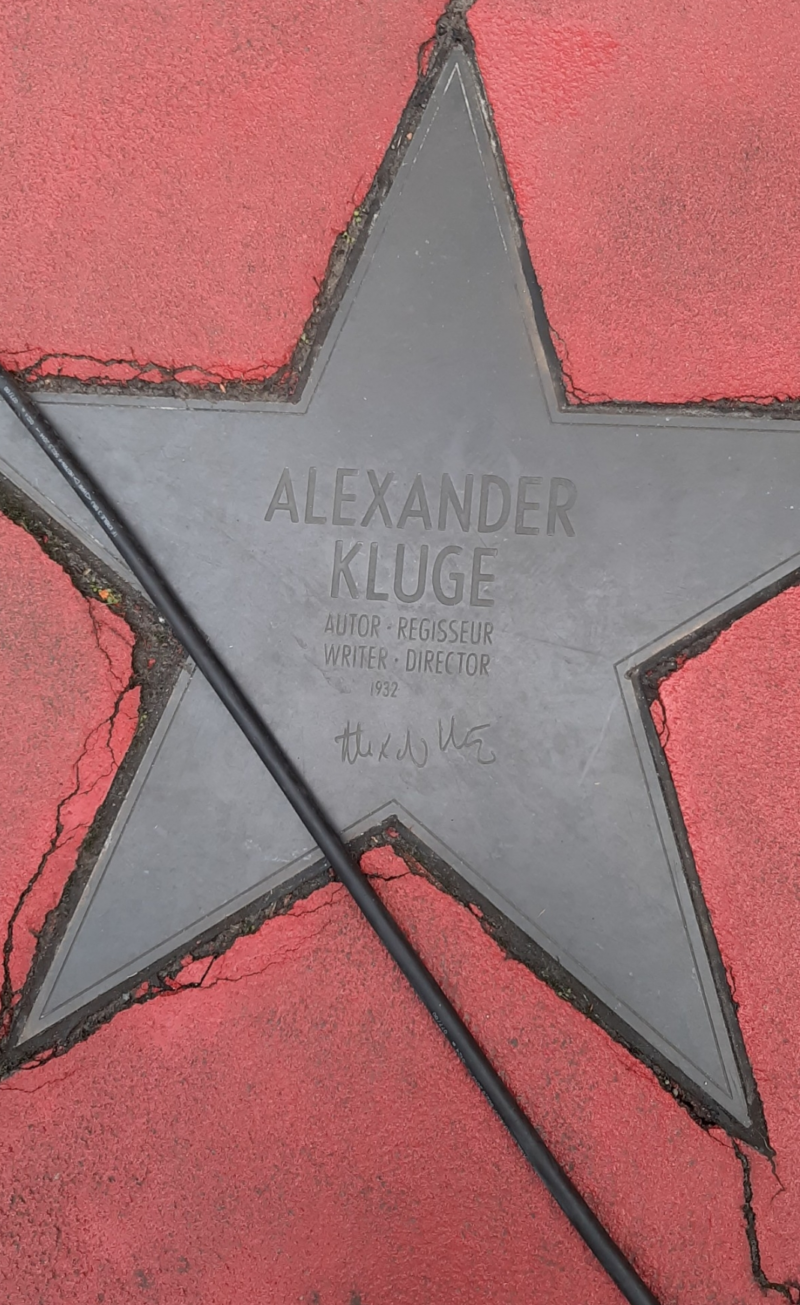 ALEXANDER
KLUGE
AUTOR · REGISSEUR
WRITER · DIRECTOR
1932